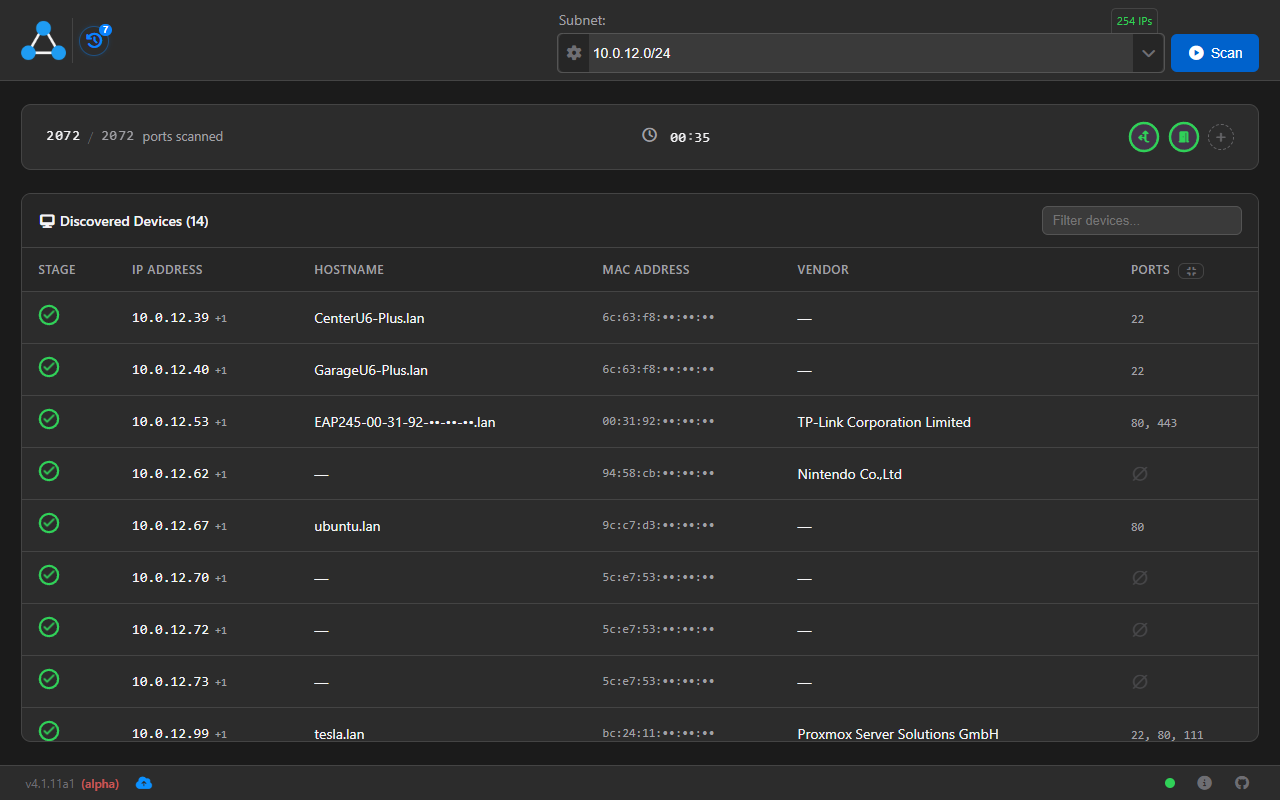 7
Subnet:
254 IPs
10.0.12.0/24
Scan
2072 / 2072 ports scanned
00:35
Discovered Devices (14)
Filter devices...
STAGE IP ADDRESS HOSTNAME MAC ADDRESS VENDOR PORTS
10.0.12.39 +1 CenterU6-Plus.lan 6c:63:f8:••:••:•• — 22
10.0.12.40 +1 GarageU6-Plus.lan 6c:63:f8:••:••:•• — 22
10.0.12.53 +1 EAP245-00-31-92-••-••-••.lan 00:31:92:••:••:•• TP-Link Corporation Limited 80, 443
10.0.12.62 +1 — 94:58:cb:••:••:•• Nintendo Co.,Ltd ∅
10.0.12.67 +1 ubuntu.lan 9c:c7:d3:••:••:•• — 80
10.0.12.70 +1 — 5c:e7:53:••:••:•• — ∅
10.0.12.72 +1 — 5c:e7:53:••:••:•• — ∅
10.0.12.73 +1 — 5c:e7:53:••:••:•• — ∅
10.0.12.99 +1 tesla.lan bc:24:11:••:••:•• Proxmox Server Solutions GmbH 22, 80, 111
v4.1.11a1 (alpha)